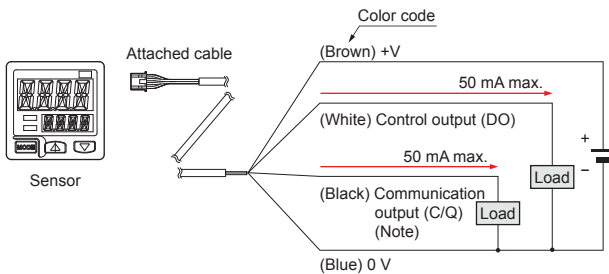 Color code
Attached cable
(Brown) +V
50 mA max.
(White) Control output (DO)
+
−
50 mA max.
Load
MODE
Sensor
(Black) Communication
output (C/Q)
(Note)
Load
(Blue) 0 V